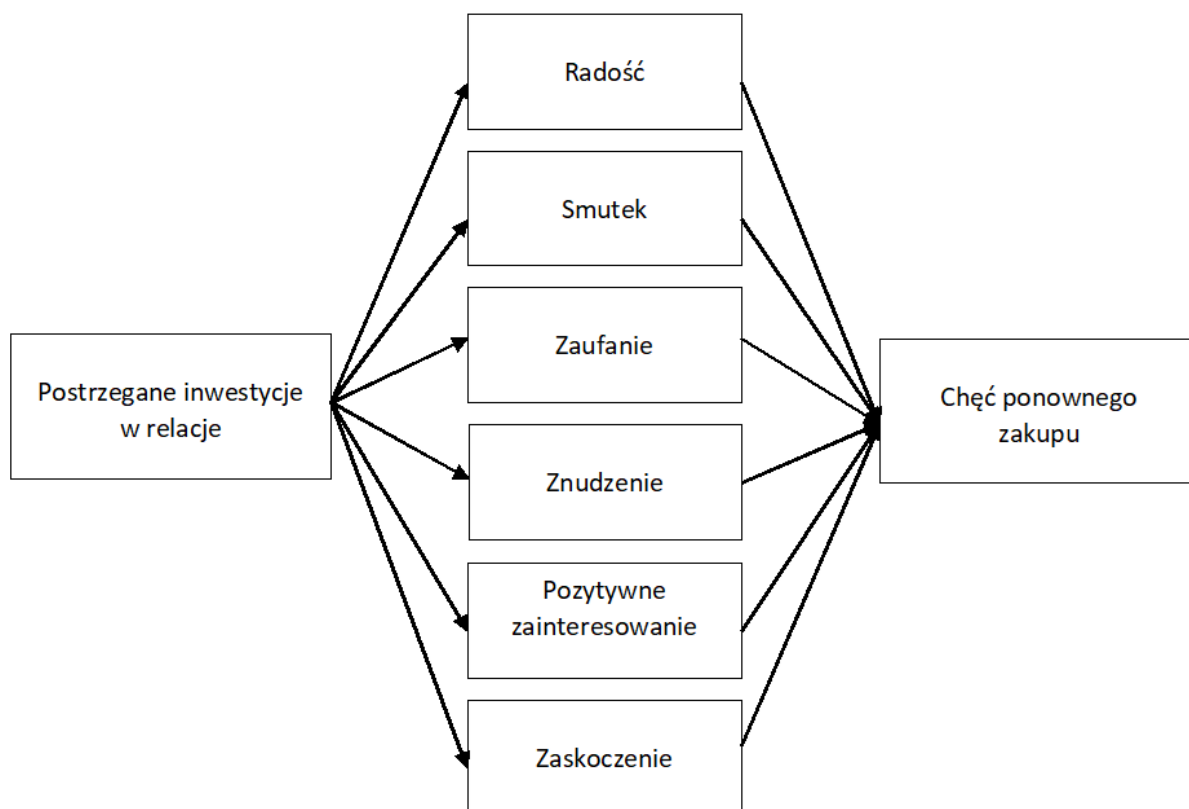 Radość
Smutek
Zaufanie
Znudzenie
Pozytywne
zainteresowanie
Zaskoczenie
Postrzegane inwestycje
w relacje
Chęć ponownego
zakupu